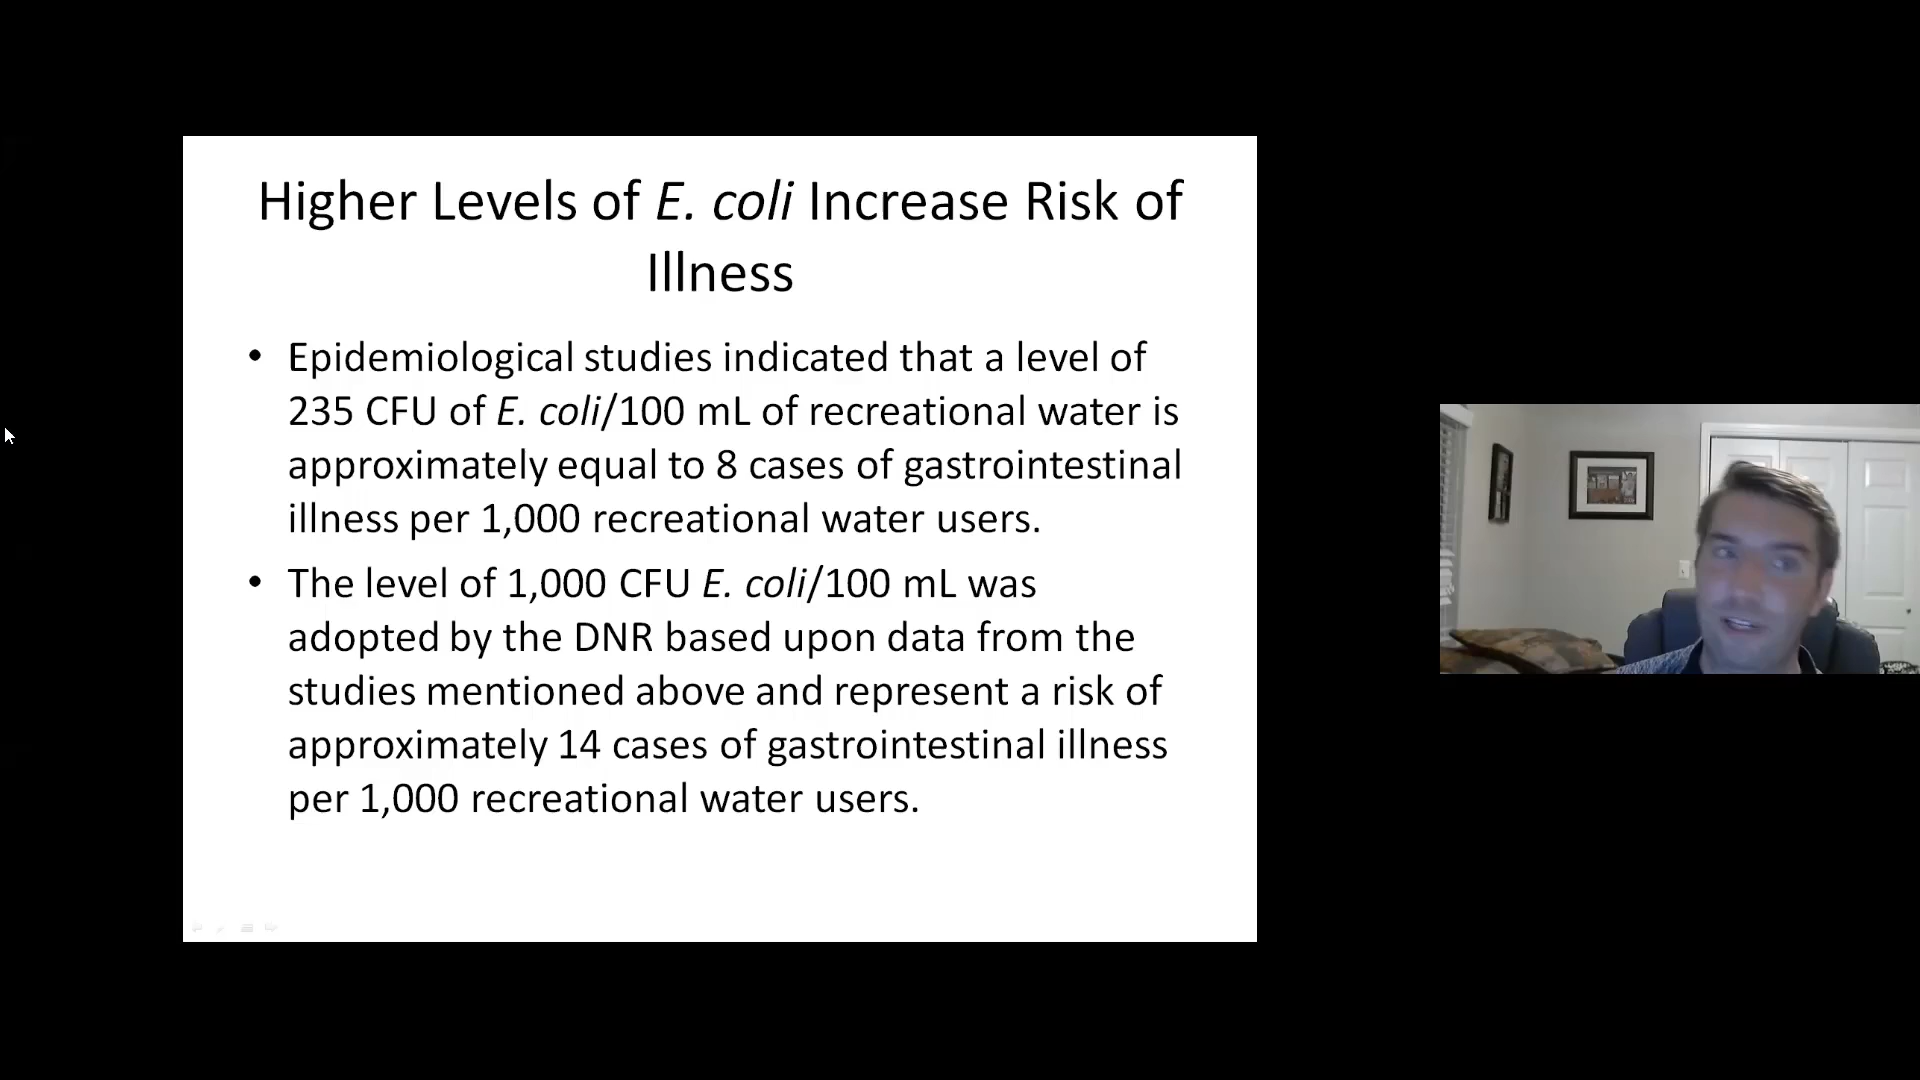 Higher Levels of E. coli Increase Risk of
Illness
• Epidemiological studies indicated that a level of
235 CFU of E. coli/100 mL of recreational water is
approximately equal to 8 cases of gastrointestinal
illness per 1,000 recreational water users.
• The level of 1,000 CFU E. coli/100 mL was
adopted by the DNR based upon data from the
studies mentioned above and represent a risk of
approximately 14 cases of gastrointestinal illness
per 1,000 recreational water users.